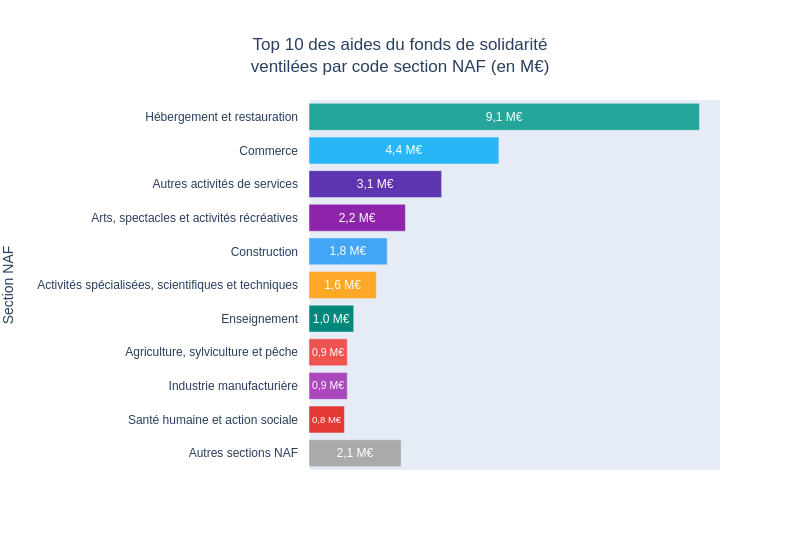 Top 10 des aides du fonds de solidarité
ventilées par code section NAF (en M€)
Section NAF
Hébergement et restauration 9,1 M€
Commerce 4,4 M€
Autres activités de services 3,1 M€
Arts, spectacles et activités récréatives 2,2 M€
Construction 1,8 M€
Activités spécialisées, scientifiques et techniques 1,6 M€
Enseignement 1,0 M€
Agriculture, sylviculture et pêche 0,9 M€
Industrie manufacturière 0,9 M€
Santé humaine et action sociale 0,8 M€
Autres sections NAF 2,1 M€